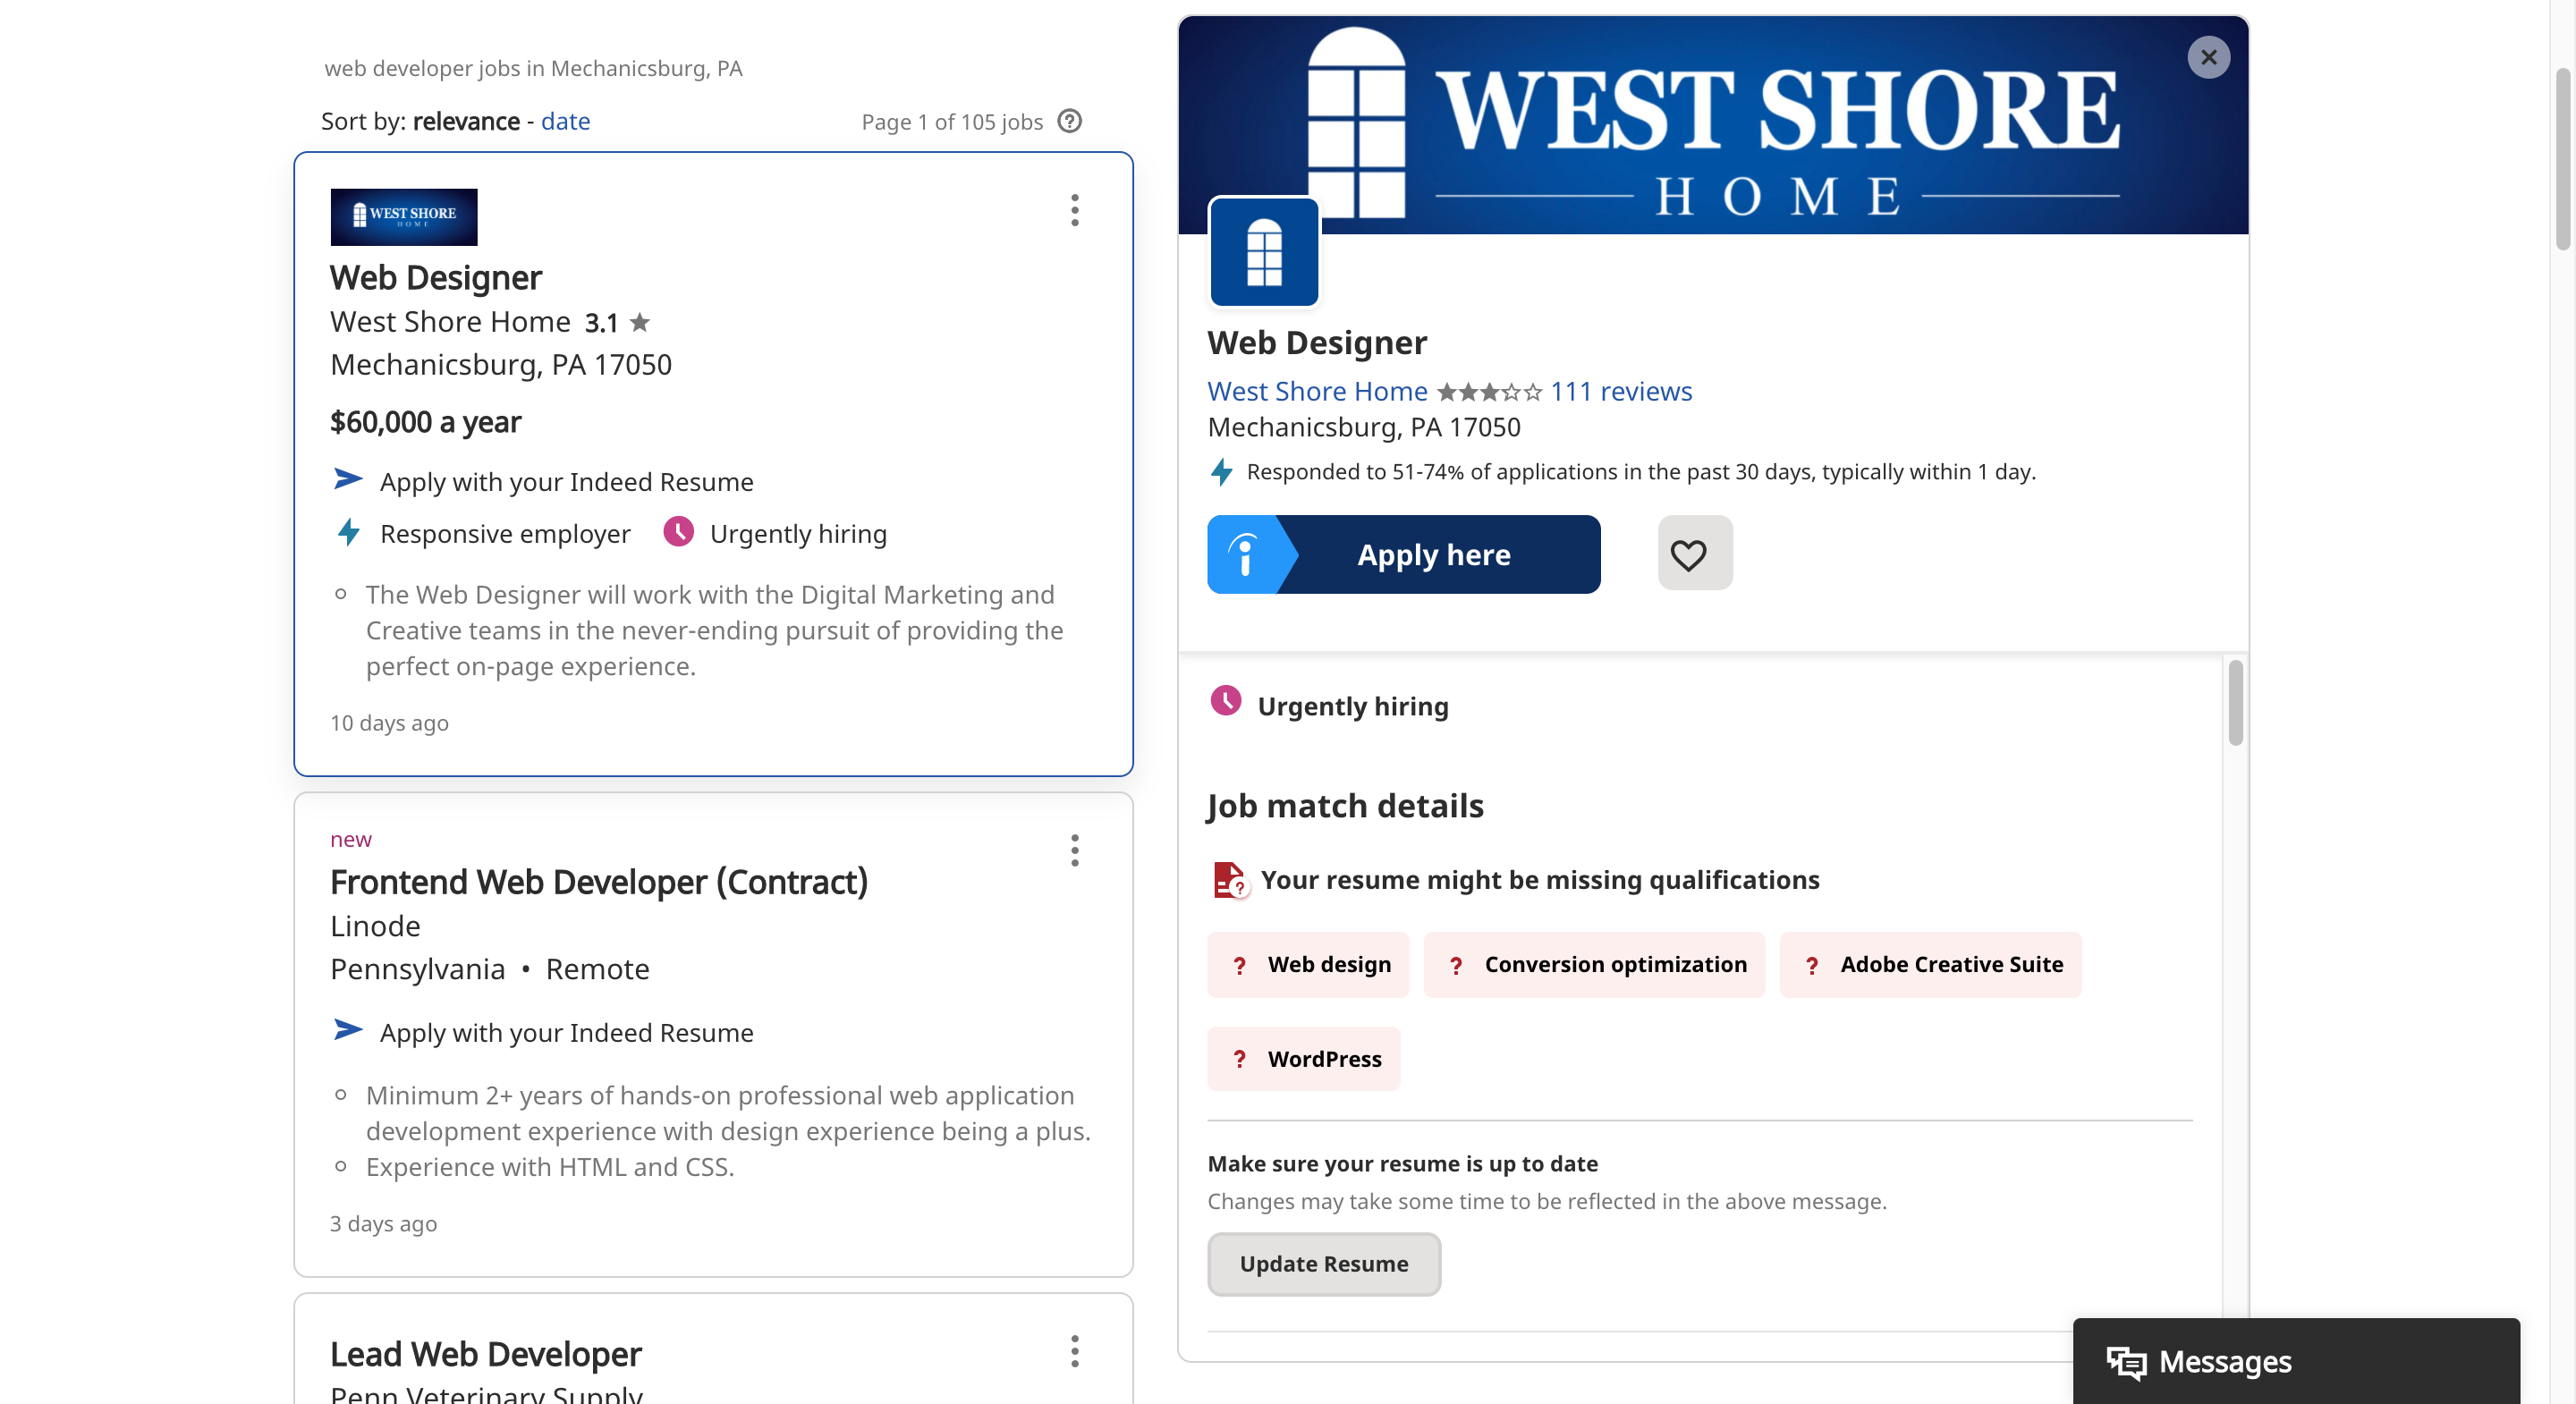 web developer jobs in Mechanicsburg, PA
Sort by: relevance - date
Page 1 of 105 jobs
WEST SHORE
HOME
Web Designer
West Shore Home 3.1
Mechanicsburg, PA 17050
$60,000 a year
Apply with your Indeed Resume
Responsive employer
Urgently hiring
The Web Designer will work with the Digital Marketing and
Creative teams in the never-ending pursuit of providing the
perfect on-page experience.
10 days ago
new
Frontend Web Developer (Contract)
Linode
Pennsylvania • Remote
Apply with your Indeed Resume
Minimum 2+ years of hands-on professional web application
development experience with design experience being a plus.
Experience with HTML and CSS.
3 days ago
Lead Web Developer
Penn Veterinary Supply
WEST SHORE
HOME
Web Designer
West Shore Home 111 reviews
Mechanicsburg, PA 17050
Responded to 51-74% of applications in the past 30 days, typically within 1 day.
Apply here
Urgently hiring
Job match details
Your resume might be missing qualifications
? Web design
? Conversion optimization
? Adobe Creative Suite
? WordPress
Make sure your resume is up to date
Changes may take some time to be reflected in the above message.
Update Resume
Messages